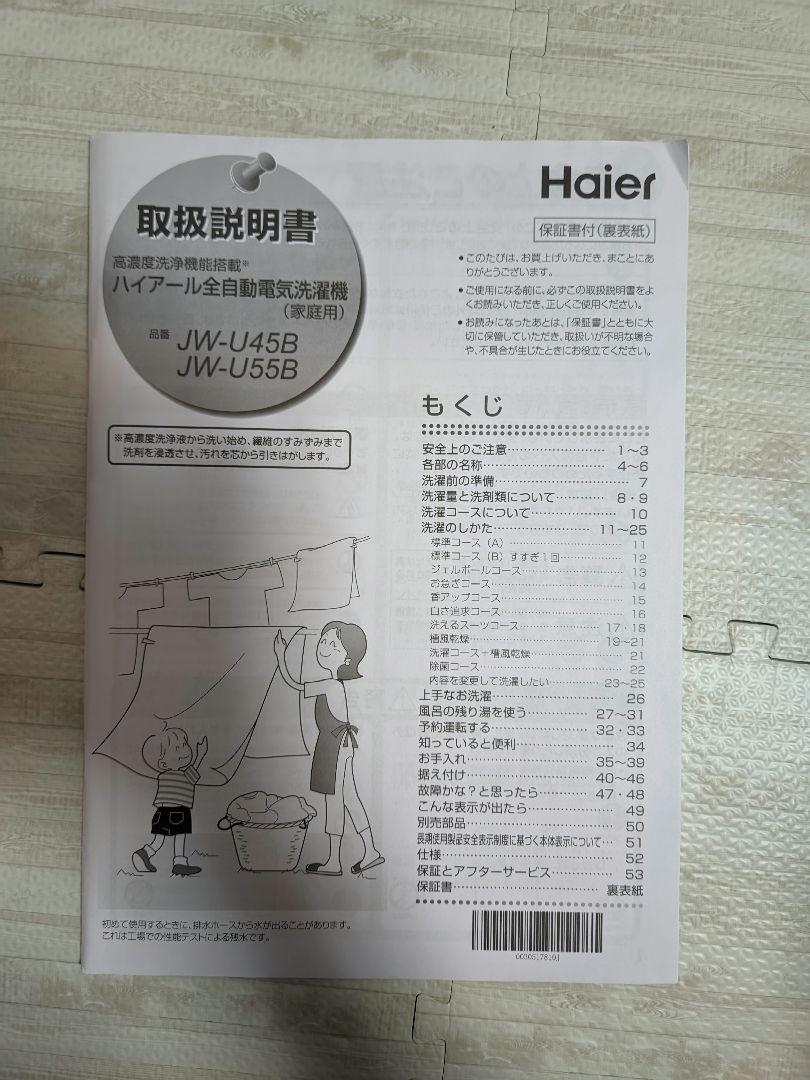 取扱説明書
高濃度洗浄機能搭載※
ハイアール全自動電気洗濯機
(家庭用)
品番 JW-U45B
JW-U55B
※高濃度洗浄液から洗い始め、繊維のすみずみまで
洗剤を浸透させ、汚れを芯から引きはがします。
Haier
保証書付(裏表紙)
●このたびは、お買上げいただき、まことにあ
りがとうございます。
●ご使用になる前に、必ずこの取扱説明書をよ
くお読みいただき、正しくご使用ください。
●お読みになったあとは、「保証書」とともに大
切に保管していただき、取扱いが不明な場合
や、不具合が生じたときにお役立てください。
もくじ
安全上のご注意 1〜3
各部の名称 4〜6
洗濯前の準備 7
洗濯量と洗剤類について 8・9
洗濯コースについて 10
洗濯のしかた 11〜25
標準コース(A) 11
標準コース(B)すすぎ1回 12
ジェルボールコース 13
お急ぎコース 14
香アップコース 15
白さ追求コース 16
洗えるスーツコース 17・18
槽風乾燥 19〜21
洗濯コース+槽風乾燥 21
除菌コース 22
内容を変更して洗濯したい 23〜25
上手なお洗濯 26
風呂の残り湯を使う 27〜31
予約運転する 32・33
知っていると便利 34
お手入れ 35〜39
据え付け 40〜46
故障かな?と思ったら 47・48
こんな表示が出たら 49
別売部品 50
長期使用製品安全表示制度に基づく本体表示について 51
仕様 52
保証とアフターサービス 53
保証書 裏表紙
初めて使用するときに、排水ホースから水が出ることがあります。
これは工場での性能テストによる残水です。
0030517810J